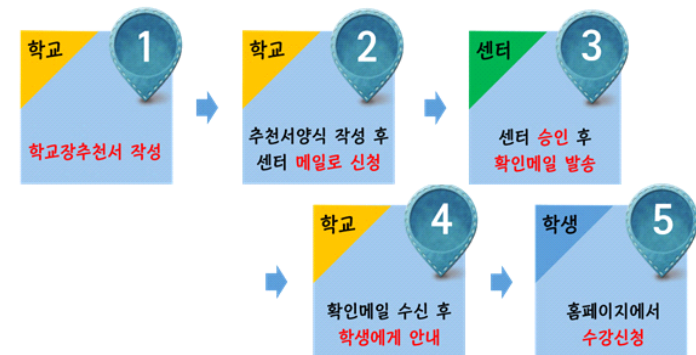 학교
1
학교장추천서 작성
학교
2
추천서양식 작성 후
센터 메일로 신청
센터
3
센터 승인 후
확인메일 발송
학교
4
확인메일 수신 후
학생에게 안내
학생
5
홈페이지에서
수강신청